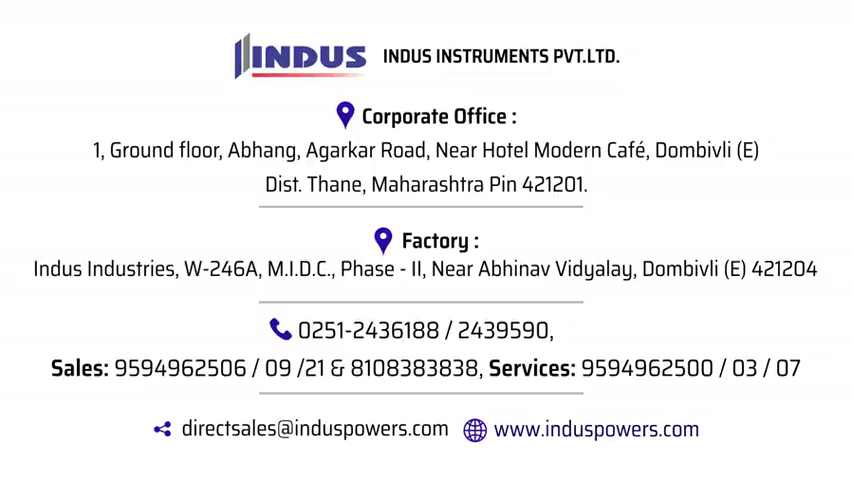 INDUS INDUS INSTRUMENTS PVT.LTD.
Corporate Office :
1, Ground floor, Abhang, Agarkar Road, Near Hotel Modern Café, Dombivli (E)
Dist. Thane, Maharashtra Pin 421201.
Factory :
Indus Industries, W-246A, M.I.D.C., Phase - II, Near Abhinav Vidyalay, Dombivli (E) 421204
0251-2436188 / 2439590,
Sales: 9594962506 / 09 /21 & 8108383838, Services: 9594962500 / 03 / 07
directsales@induspowers.com www.induspowers.com